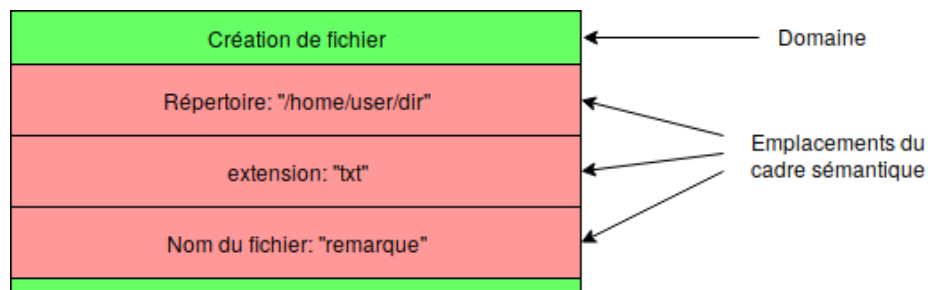 Création de fichier
Domaine
Répertoire: "/home/user/dir"
extension: "txt"
Emplacements du
cadre sémantique
Nom du fichier: "remarque"